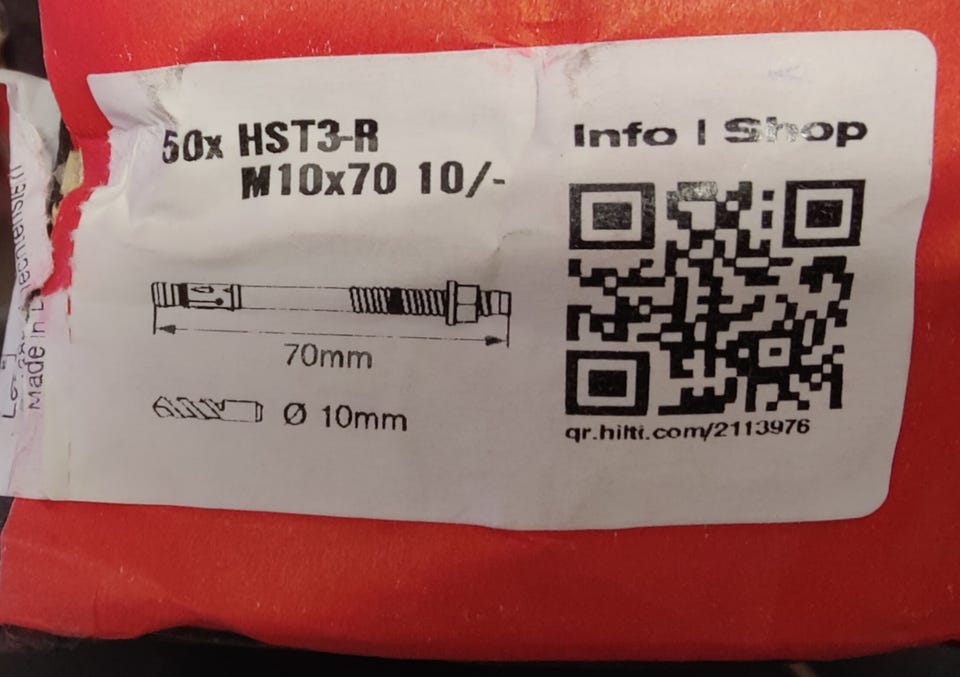 50x HST3-R
M10x70 10/-
70mm
Ø 10mm
Info | Shop
qr.hilti.com/2113976
Made in